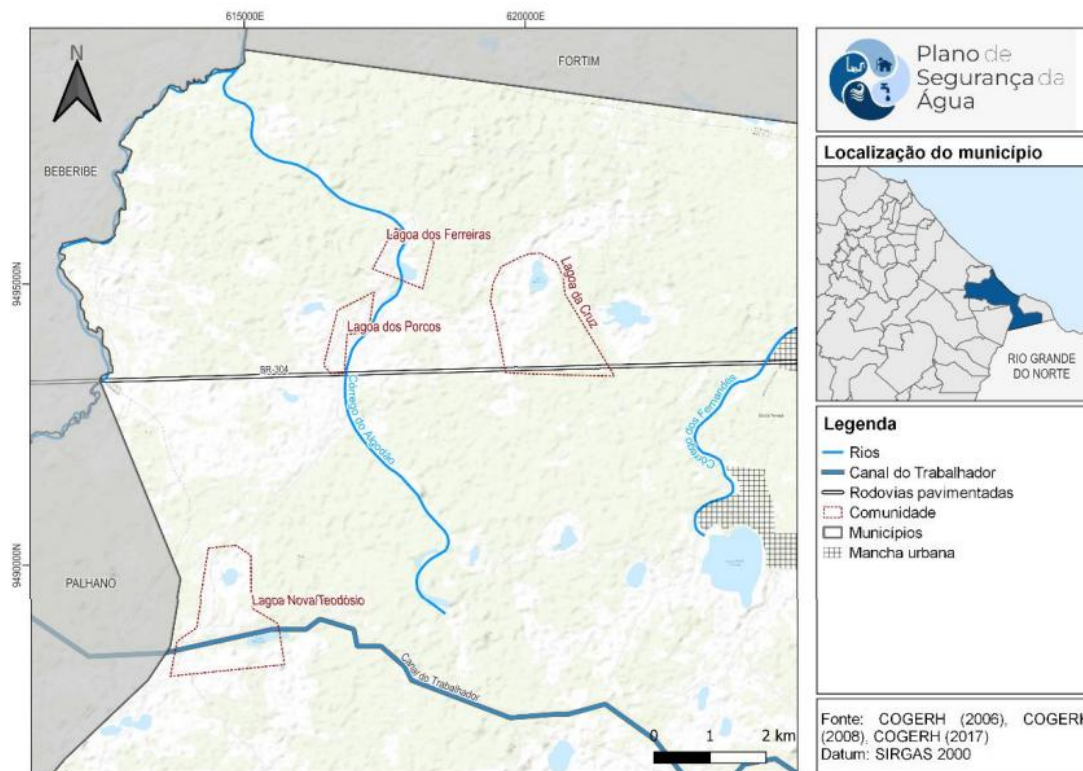 615000E
620000E
N
FORTIM
BEBERIBE
Lagoa dos Ferreiras
Lagoa da Cruz
9495000N
Lagoa dos Porcos
BR-304
Córrego do Algodão
Córrego dos Fernandes
9490000N
PALHANO
Lagoa Nova/Teodósio
Canal do Trabalhador
0 1 2 km
Plano de
Segurança da
Água
Localização do município
RIO GRANDE
DO NORTE
Legenda
Rios
Canal do Trabalhador
Rodovias pavimentadas
Comunidade
Municípios
Mancha urbana
Fonte: COGERH (2006), COGERH
(2008), COGERH (2017)
Datum: SIRGAS 2000